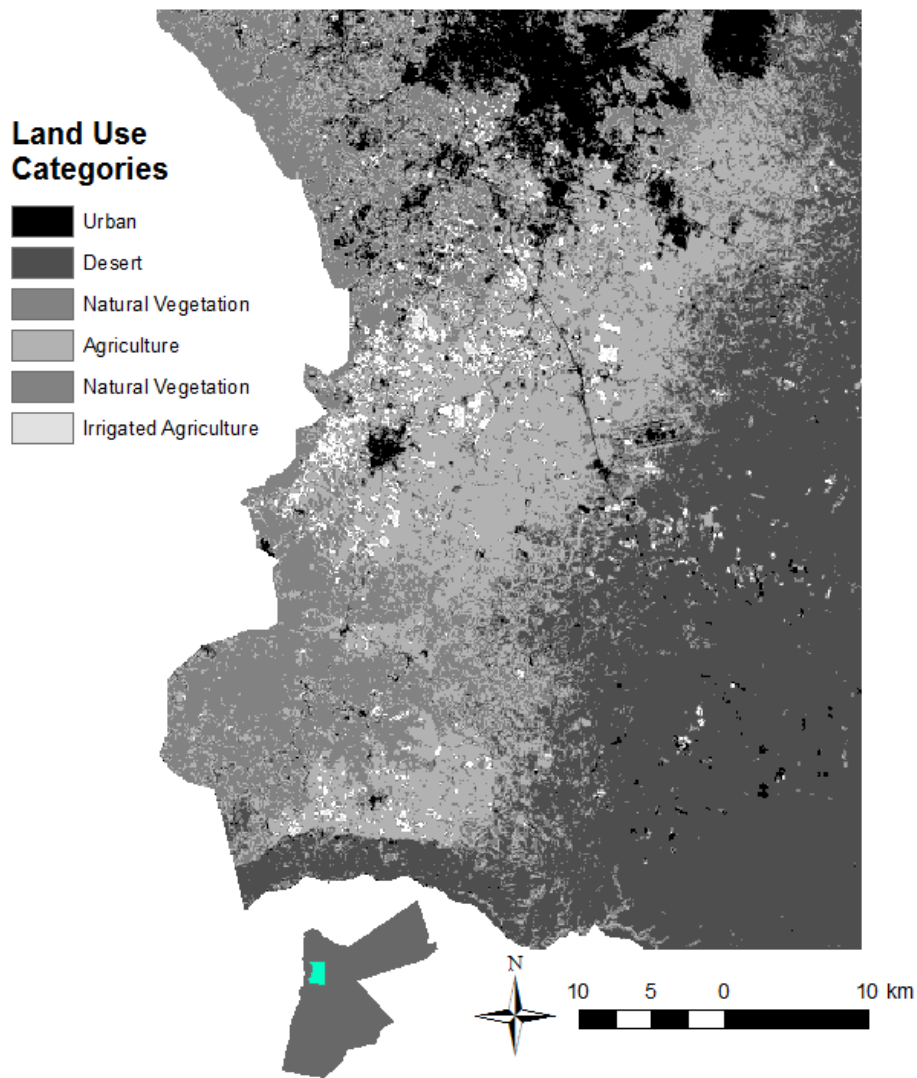 Land Use
Categories
Urban
Desert
Natural Vegetation
Agriculture
Natural Vegetation
Irrigated Agriculture
N
10 5 0 10 km